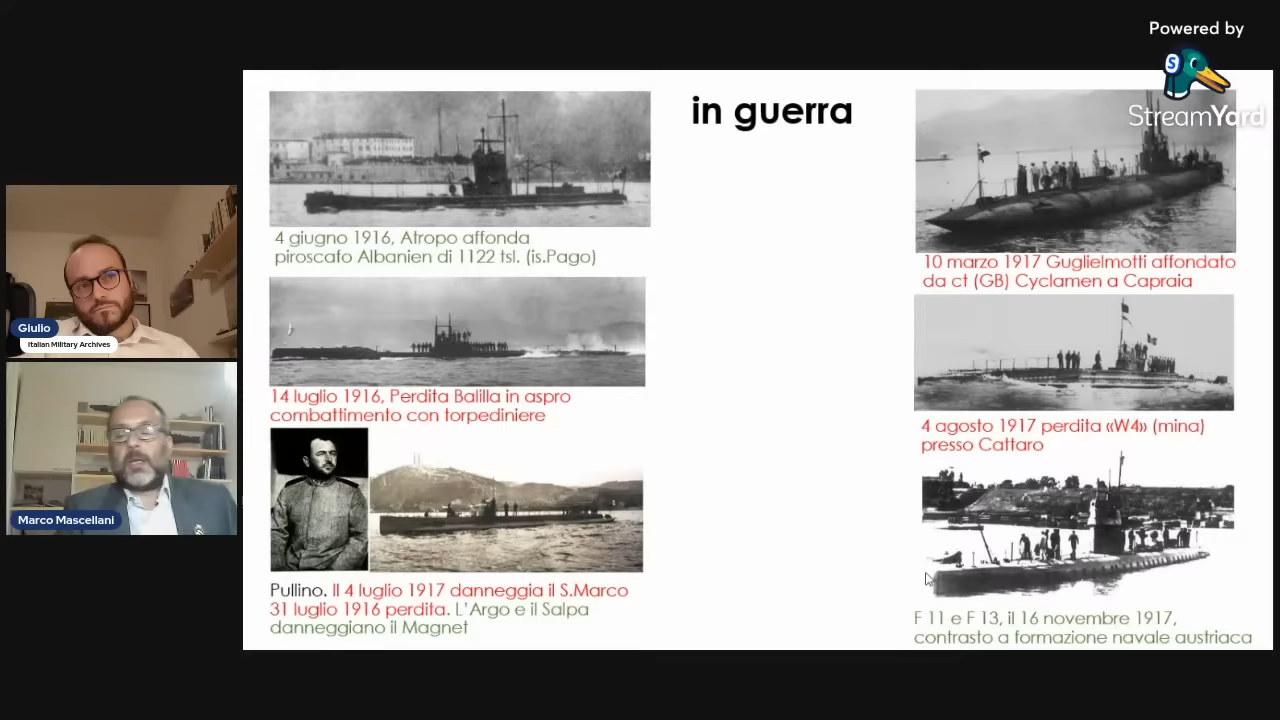 Powered by
StreamYard
in guerra
4 giugno 1916, Atropo affonda
piroscafo Albanien di 1122 tsl. (is.Pago)
14 luglio 1916, Perdita Balilla in aspro
combattimento con torpediniere
Pullino. Il 4 luglio 1917 danneggia il S.Marco
31 luglio 1916 perdita. L'Argo e il Salpa
danneggiano il Magnet
10 marzo 1917 Guglielmotti affondato
da ct (GB) Cyclamen a Capraia
4 agosto 1917 perdita «W4» (mina)
presso Cattaro
F 11 e F 13, il 16 novembre 1917,
contrasto a formazione navale austriaca
Giulio
Italian Military Archives
Marco Mascellani